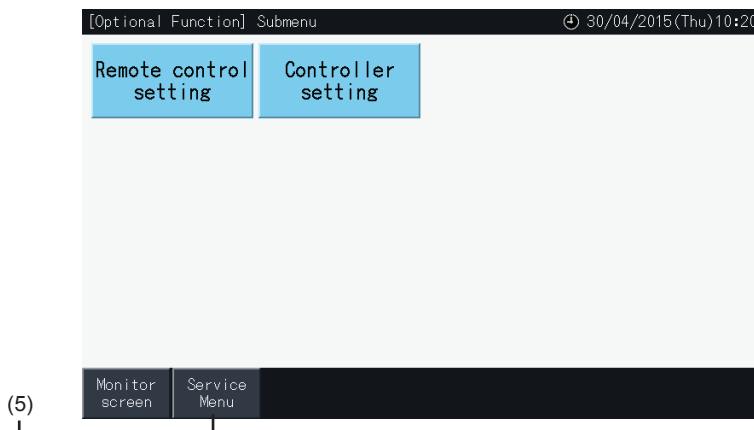 [Optional Function] Submenu 30/04/2015(Thu)10:20
Remote control
setting
Controller
setting
Monitor
screen
Service
Menu
(5)